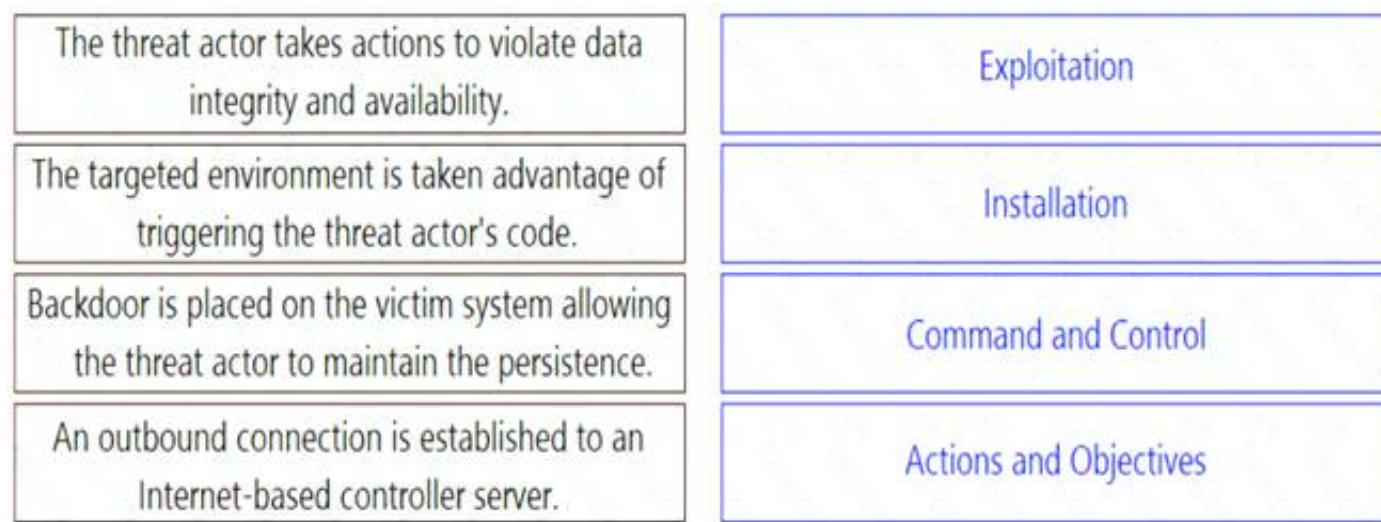 The threat actor takes actions to violate data
integrity and availability.
Exploitation
The targeted environment is taken advantage of
triggering the threat actor's code.
Installation
Backdoor is placed on the victim system allowing
the threat actor to maintain the persistence.
Command and Control
An outbound connection is established to an
Internet-based controller server.
Actions and Objectives